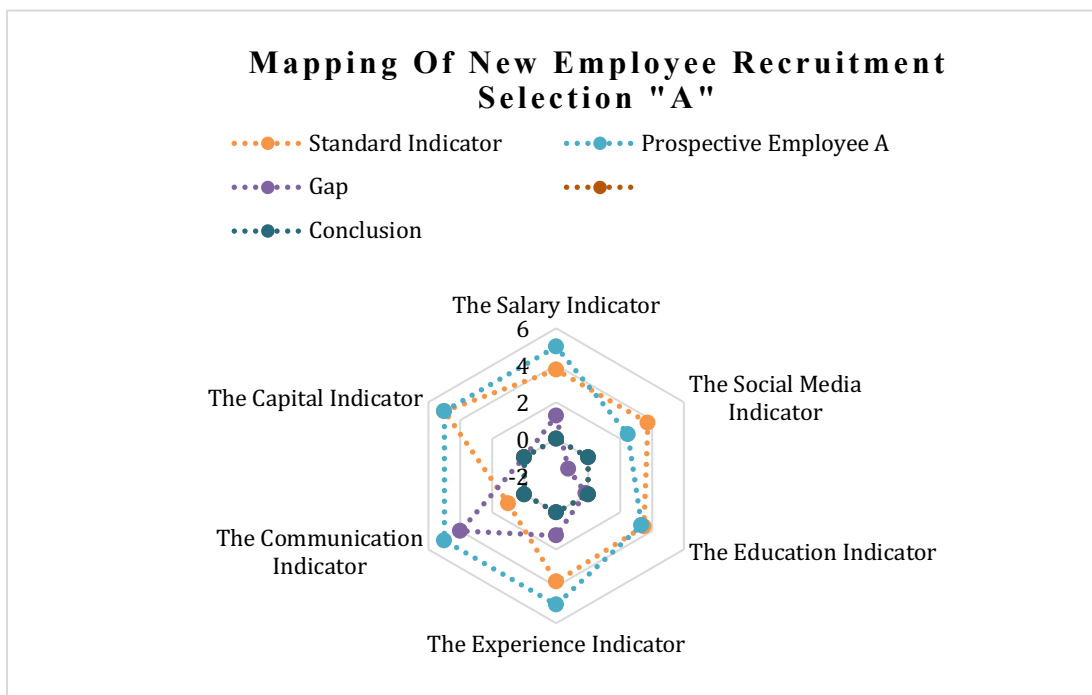 Mapping Of New Employee Recruitment
Selection "A"
Standard Indicator
Prospective Employee A
Gap
Conclusion
The Salary Indicator
6
4
2
0
-2
The Social Media
Indicator
The Education Indicator
The Experience Indicator
The Communication
Indicator
The Capital Indicator